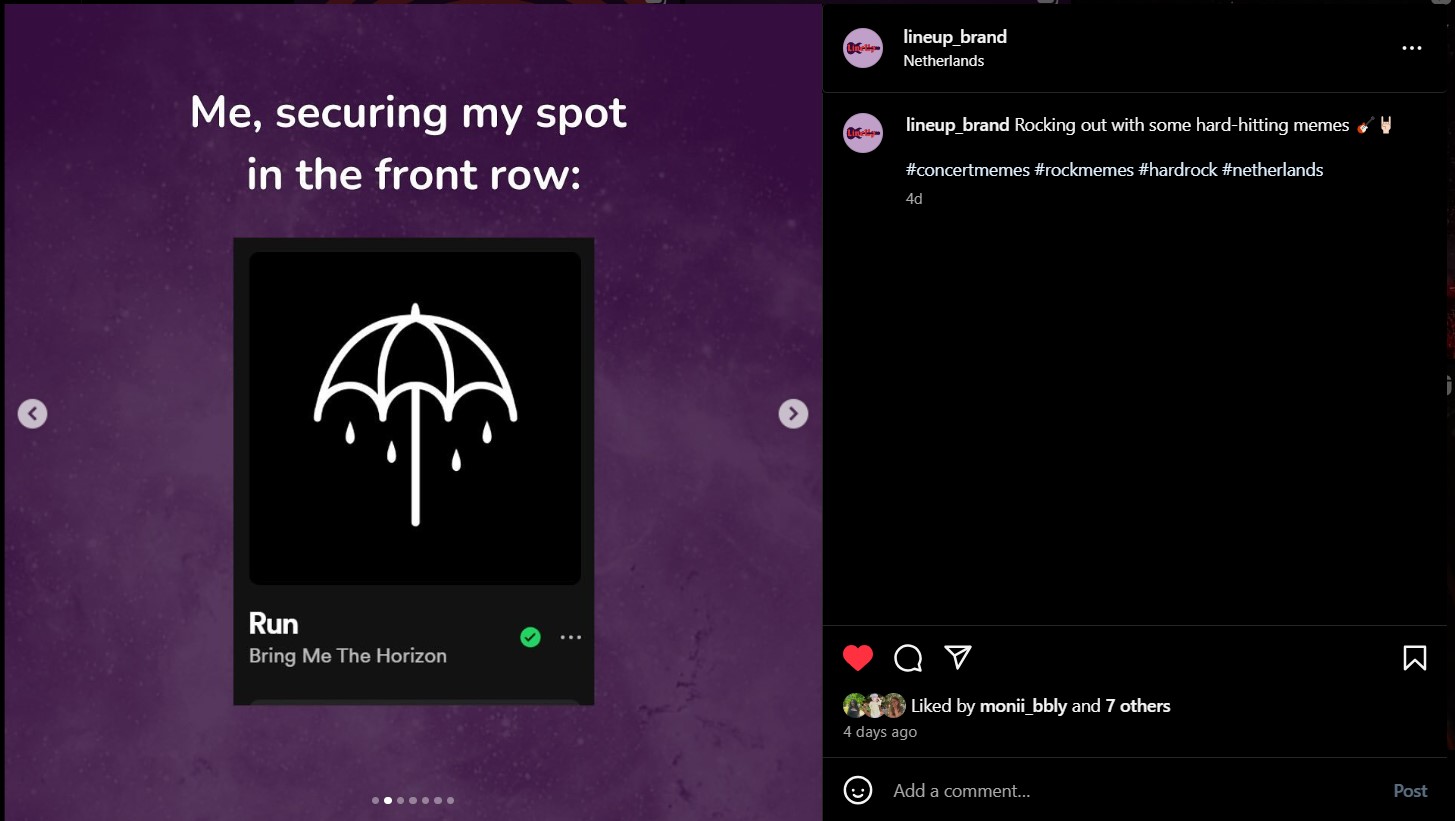 Me, securing my spot
in the front row:
Run
Bring Me The Horizon
lineup_brand
Netherlands
lineup_brand Rocking out with some hard-hitting memes 🎸🤘🏻
#concertmemes #rockmemes #hardrock #netherlands
4d
Liked by monii_bbly and 7 others
4 days ago
Add a comment...
Post